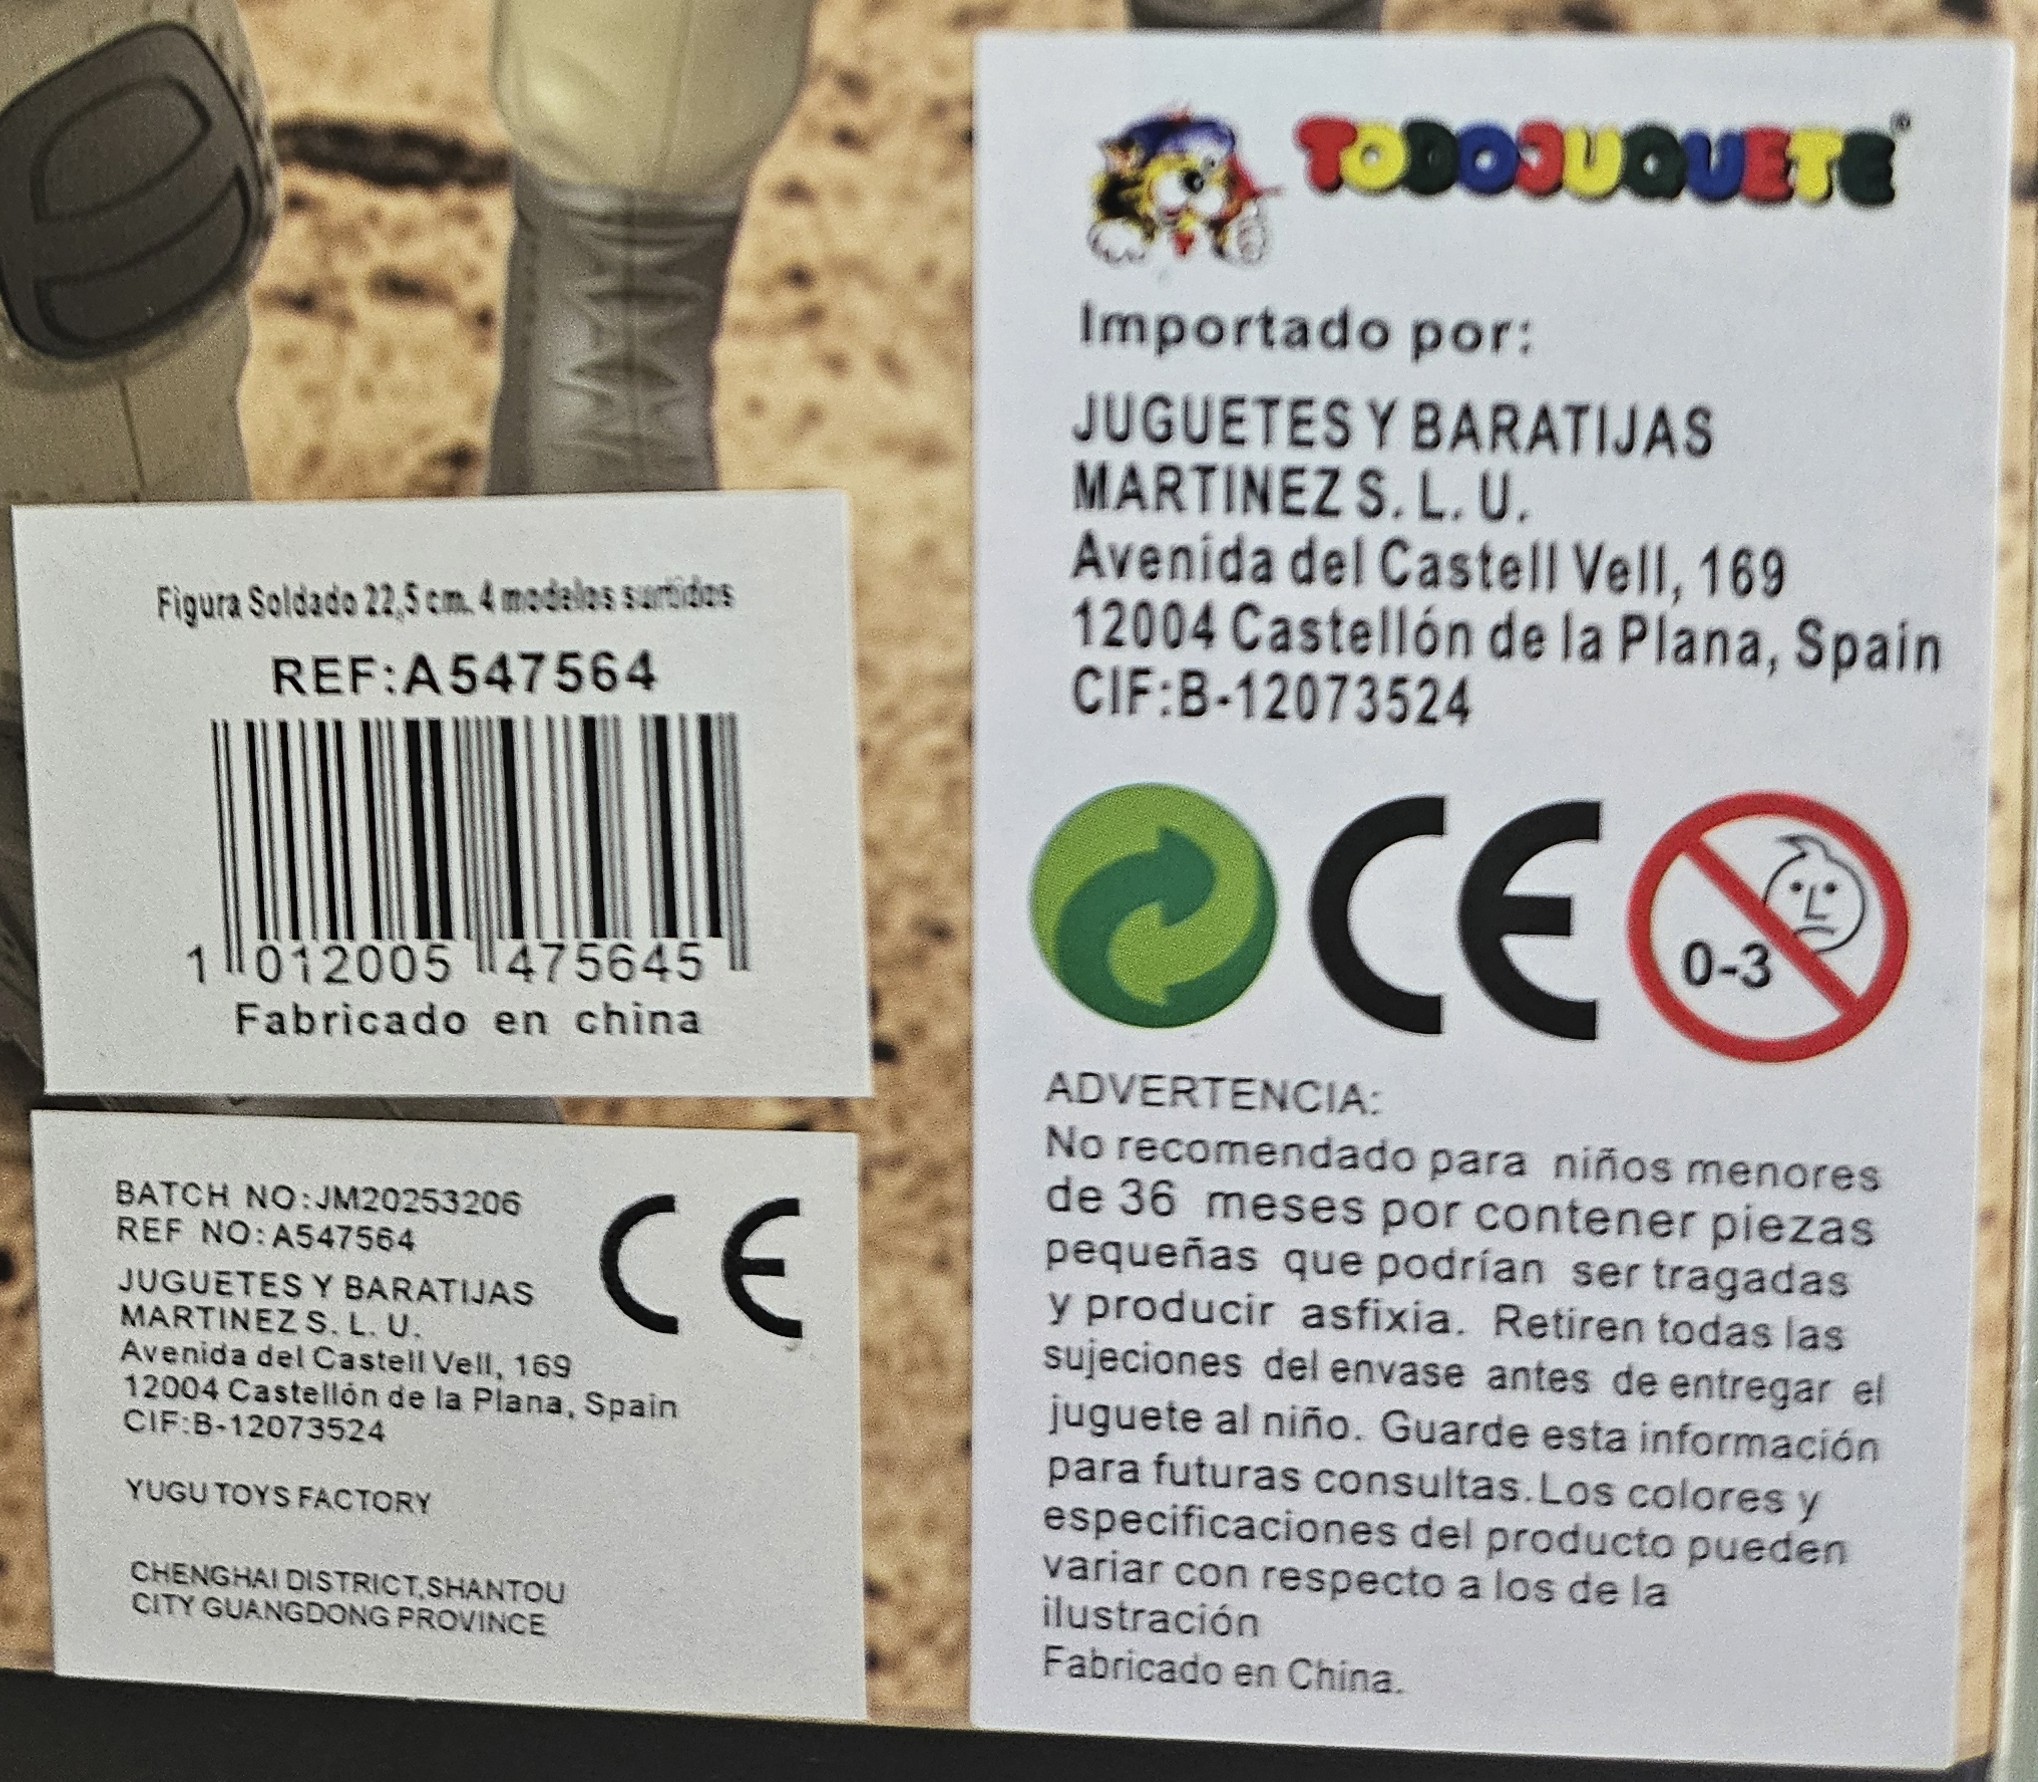 TODOJUQUETE®
Importado por:
JUGUETES Y BARATIJAS
MARTINEZ S. L. U.
Avenida del Castell Vell, 169
12004 Castellón de la Plana, Spain
CIF:B-12073524
CE
0-3
ADVERTENCIA:
No recomendado para niños menores
de 36 meses por contener piezas
pequeñas que podrían ser tragadas
y producir asfixia. Retiren todas las
sujeciones del envase antes de entregar el
juguete al niño. Guarde esta información
para futuras consultas. Los colores y
especificaciones del producto pueden
variar con respecto a los de la
ilustración
Fabricado en China.
Figura Soldado 22,5 cm. 4 modelos surtidos
REF:A547564
1 012005 475645
Fabricado en china
BATCH NO:JM20253206
REF NO:A547564
CE
JUGUETES Y BARATIJAS
MARTINEZ S. L. U.
Avenida del Castell Vell, 169
12004 Castellón de la Plana, Spain
CIF:B-12073524
YUGU TOYS FACTORY
CHENGHAI DISTRICT,SHANTOU
CITY GUANGDONG PROVINCE